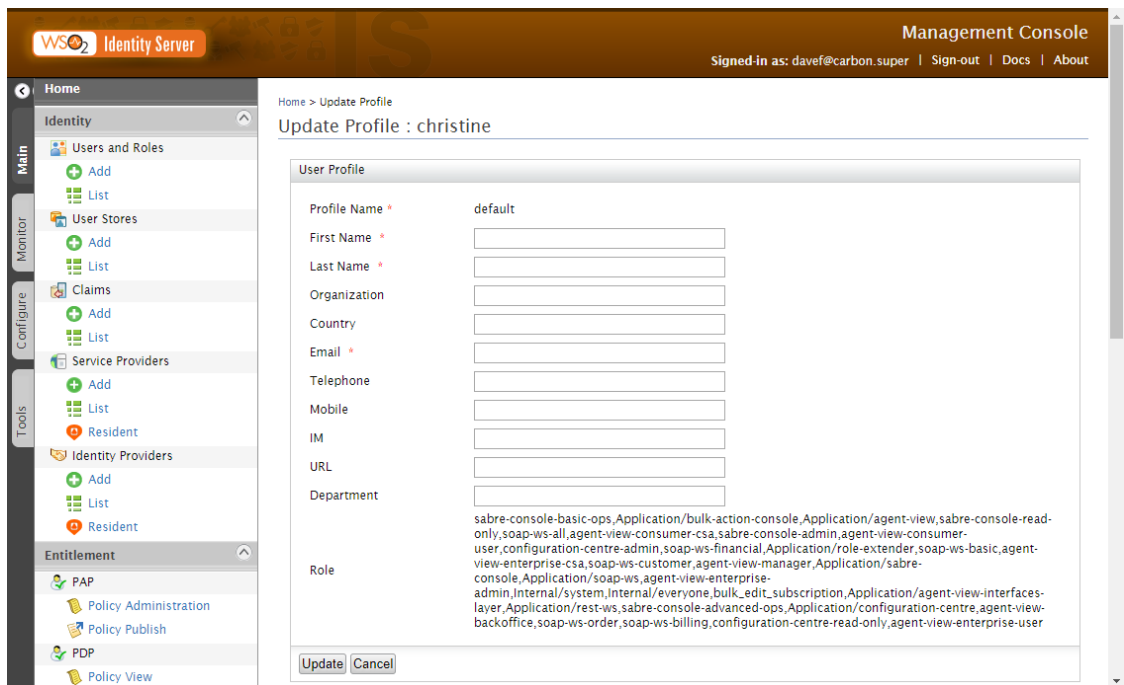 WSO2 Identity Server
Management Console
Signed-in as: davef@carbon.super | Sign-out | Docs | About
Main
Monitor
Configure
Tools
Home
Identity
Users and Roles
Add
List
User Stores
Add
List
Claims
Add
List
Service Providers
Add
List
Resident
Identity Providers
Add
List
Resident
Entitlement
PAP
Policy Administration
Policy Publish
PDP
Policy View
Home > Update Profile
Update Profile : christine
User Profile
Profile Name * default
First Name *
Last Name *
Organization
Country
Email *
Telephone
Mobile
IM
URL
Department
Role
sabre-console-basic-ops,Application/bulk-action-console,Application/agent-view,sabre-console-read-
only,soap-ws-all,agent-view-consumer-csa,sabre-console-admin,agent-view-consumer-
user,configuration-centre-admin,soap-ws-financial,Application/role-extender,soap-ws-basic,agent-
view-enterprise-csa,soap-ws-customer,agent-view-manager,Application/sabre-
console,Application/soap-ws,agent-view-enterprise-
admin,Internal/system,Internal/everyone,bulk_edit_subscription,Application/agent-view-interfaces-
layer,Application/rest-ws,sabre-console-advanced-ops,Application/configuration-centre,agent-view-
backoffice,soap-ws-order,soap-ws-billing,configuration-centre-read-only,agent-view-enterprise-user
Update Cancel